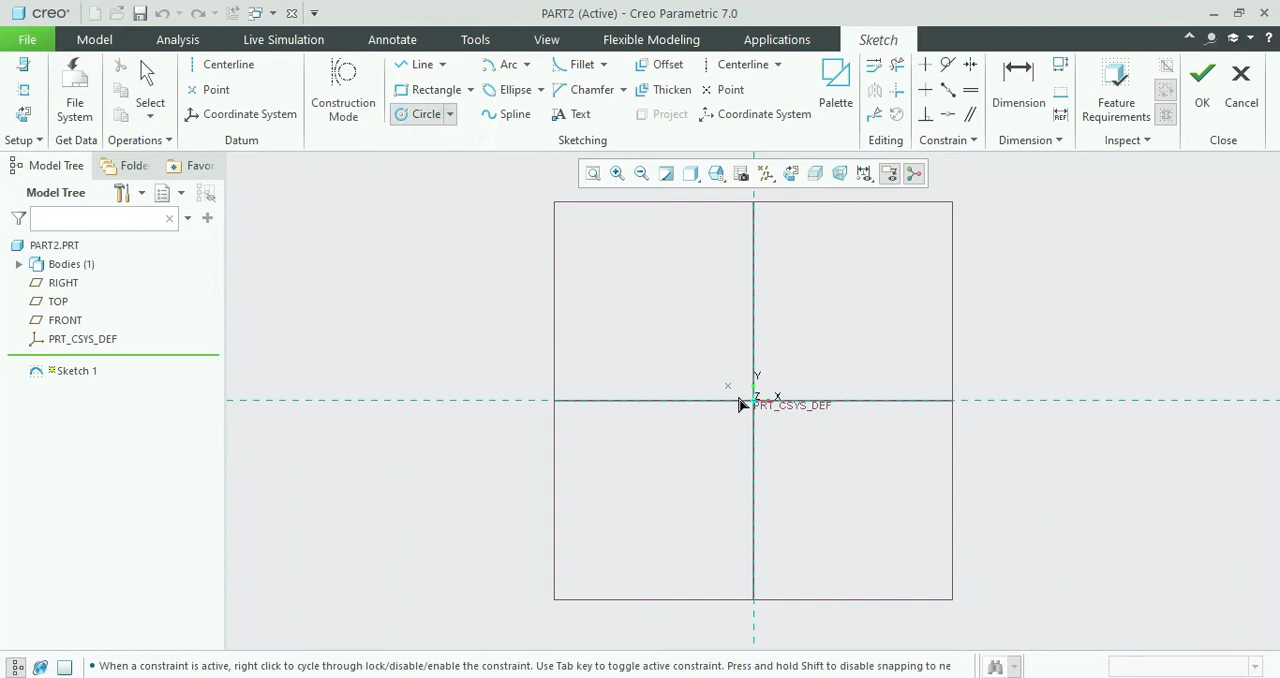 creo PART2 (Active) - Creo Parametric 7.0
File Model Analysis Live Simulation Annotate Tools View Flexible Modeling Applications Sketch
Centerline Line Arc Fillet Offset Centerline
File System Select Point Construction Mode Rectangle Ellipse Chamfer Thicken Point Palette Dimension Feature Requirements OK Cancel
Coordinate System Circle Spline Text Project Coordinate System
Setup Get Data Operations Datum Sketching Editing Constrain Dimension Inspect Close
Model Tree Folde Favor
Model Tree
PART2.PRT
Bodies (1)
RIGHT
TOP
FRONT
PRT_CSYS_DEF
Sketch 1
Y
Z X
PRT_CSYS_DEF
• When a constraint is active, right click to cycle through lock/disable/enable the constraint. Use Tab key to toggle active constraint. Press and hold Shift to disable snapping to ne